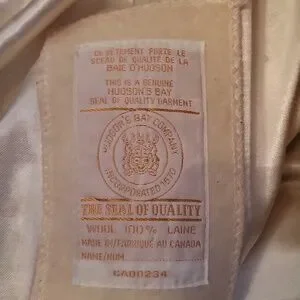 CE VÊTEMENT PORTE LE
SCEAU DE QUALITÉ DE LA
BAIE D'HUDSON
THIS IS A GENUINE
HUDSON'S BAY
SEAL OF QUALITY GARMENT
HUDSON'S BAY COMPANY
INCORPORATED 1670
THE SEAL OF QUALITY
WOOL 100% LAINE
MADE IN/FABRIQUÉ AU CANADA
NAME/NOM
CA00234